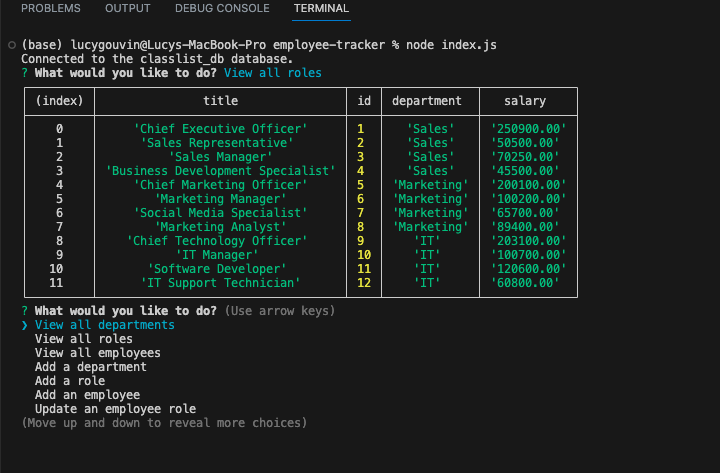 PROBLEMS OUTPUT DEBUG CONSOLE TERMINAL
(base) lucygouvin@Lucys-MacBook-Pro employee-tracker % node index.js
Connected to the classlist_db database.
? What would you like to do? View all roles
(index) title id department salary
0 'Chief Executive Officer' 1 'Sales' '250900.00'
1 'Sales Representative' 2 'Sales' '50500.00'
2 'Sales Manager' 3 'Sales' '70250.00'
3 'Business Development Specialist' 4 'Sales' '45500.00'
4 'Chief Marketing Officer' 5 'Marketing' '200100.00'
5 'Marketing Manager' 6 'Marketing' '100200.00'
6 'Social Media Specialist' 7 'Marketing' '65700.00'
7 'Marketing Analyst' 8 'Marketing' '89400.00'
8 'Chief Technology Officer' 9 'IT' '203100.00'
9 'IT Manager' 10 'IT' '100700.00'
10 'Software Developer' 11 'IT' '120600.00'
11 'IT Support Technician' 12 'IT' '60800.00'
? What would you like to do? (Use arrow keys)
❯ View all departments
View all roles
View all employees
Add a department
Add a role
Add an employee
Update an employee role
(Move up and down to reveal more choices)